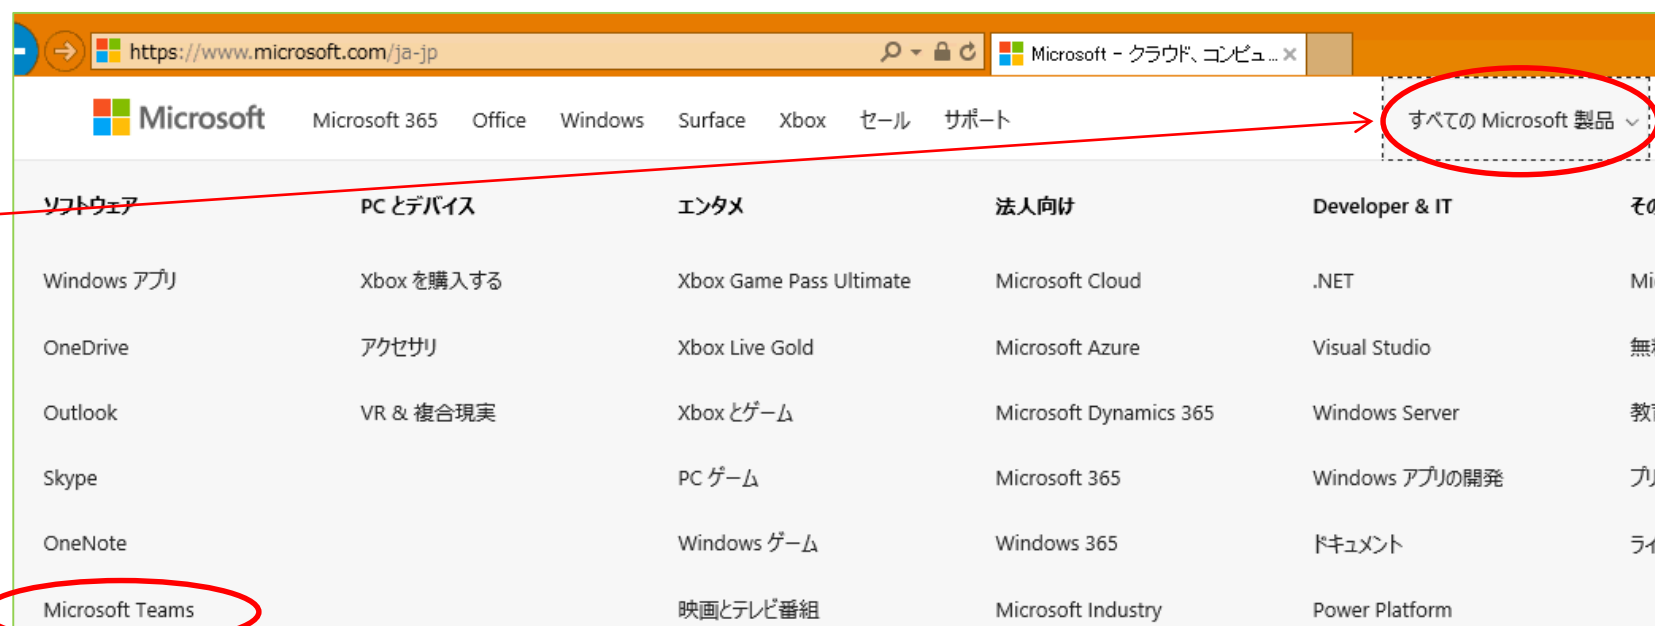 https://www.microsoft.com/ja-jp
Microsoft - クラウド、コンピュ...
Microsoft Microsoft 365 Office Windows Surface Xbox セール サポート すべての Microsoft 製品
ソフトウェア PC とデバイス エンタメ 法人向け Developer & IT
Windows アプリ Xbox を購入する Xbox Game Pass Ultimate Microsoft Cloud .NET
OneDrive アクセサリ Xbox Live Gold Microsoft Azure Visual Studio
Outlook VR & 複合現実 Xbox とゲーム Microsoft Dynamics 365 Windows Server
Skype PC ゲーム Microsoft 365 Windows アプリの開発
OneNote Windows ゲーム Windows 365 ドキュメント
Microsoft Teams 映画とテレビ番組 Microsoft Industry Power Platform